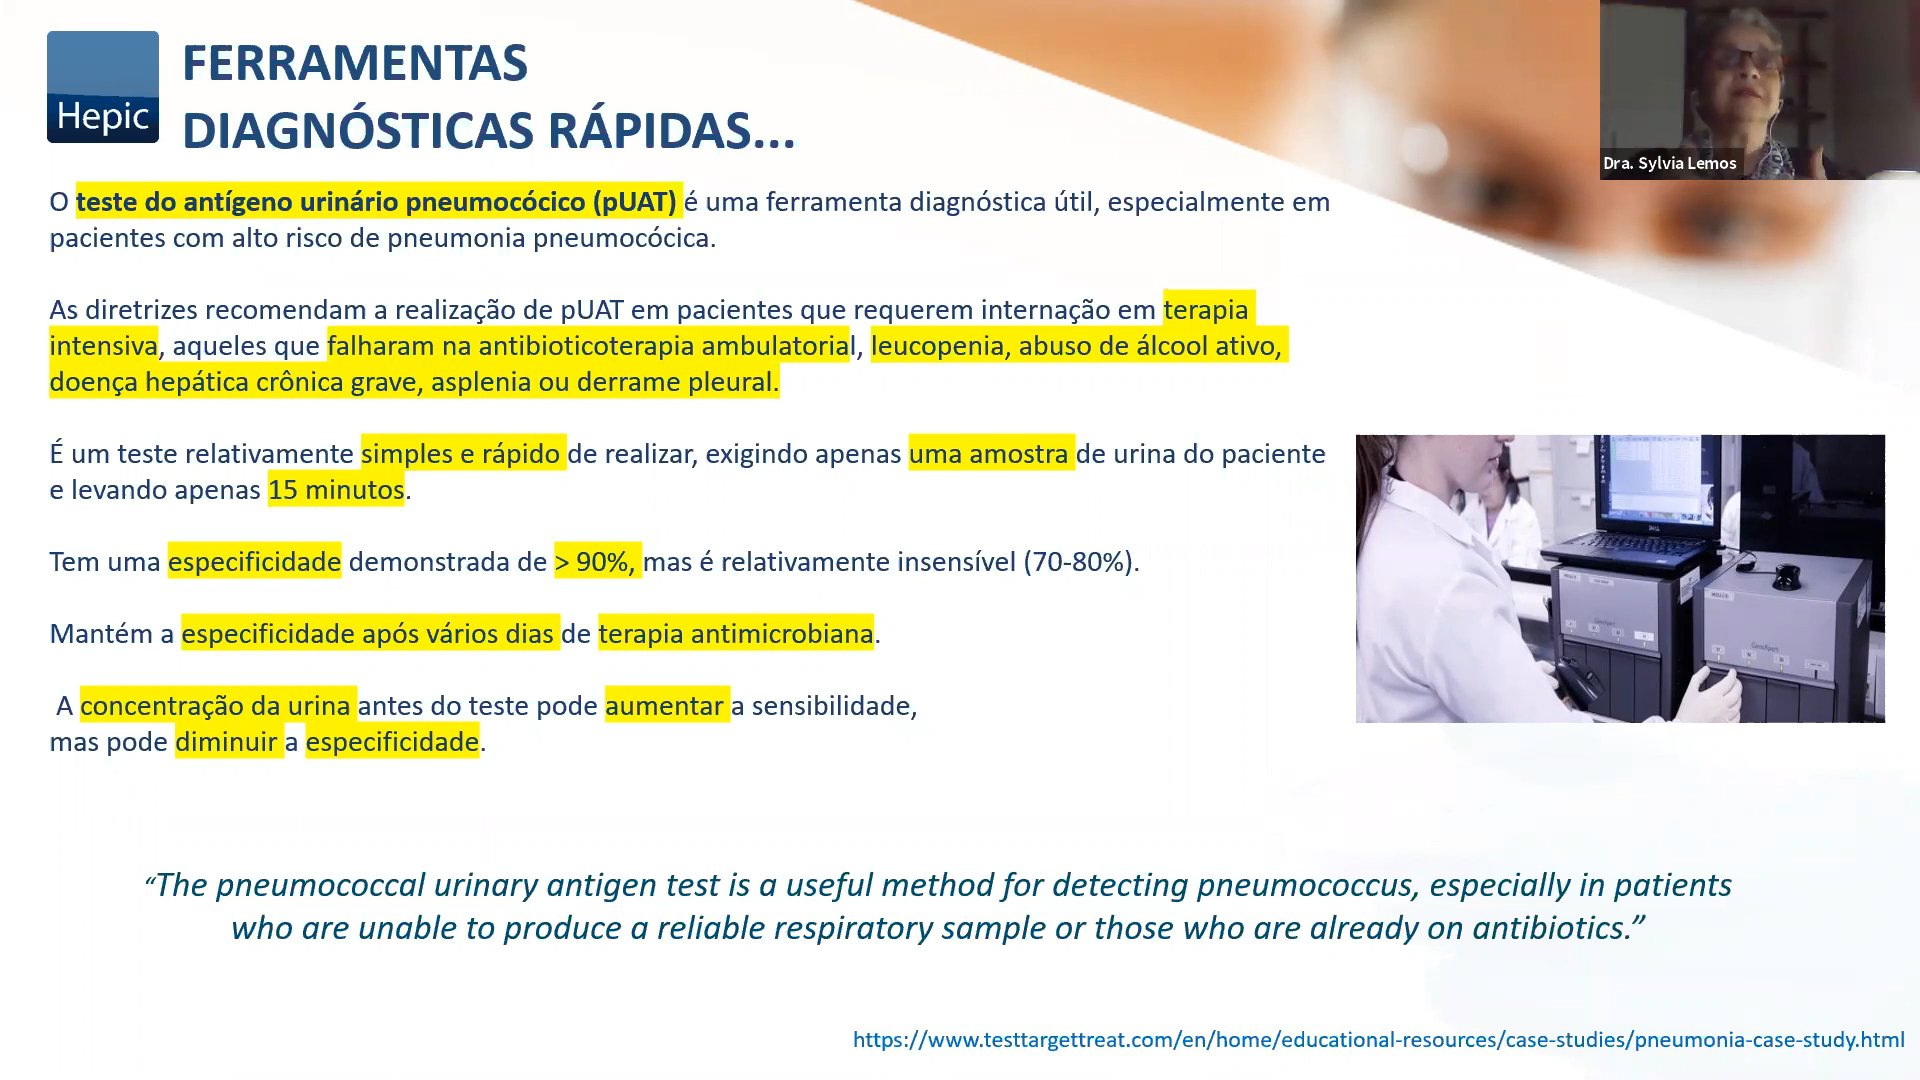 Hepic
FERRAMENTAS
DIAGNÓSTICAS RÁPIDAS...
Dra. Sylvia Lemos
O teste do antígeno urinário pneumocócico (pUAT) é uma ferramenta diagnóstica útil, especialmente em
pacientes com alto risco de pneumonia pneumocócica.
As diretrizes recomendam a realização de pUAT em pacientes que requerem internação em terapia
intensiva, aqueles que falharam na antibioticoterapia ambulatorial, leucopenia, abuso de álcool ativo,
doença hepática crônica grave, asplenia ou derrame pleural.
É um teste relativamente simples e rápido de realizar, exigindo apenas uma amostra de urina do paciente
e levando apenas 15 minutos.
Tem uma especificidade demonstrada de > 90%, mas é relativamente insensível (70-80%).
Mantém a especificidade após vários dias de terapia antimicrobiana.
A concentração da urina antes do teste pode aumentar a sensibilidade,
mas pode diminuir a especificidade.
DELL
GeneXpert
“The pneumococcal urinary antigen test is a useful method for detecting pneumococcus, especially in patients
who are unable to produce a reliable respiratory sample or those who are already on antibiotics.”
https://www.testtargettreat.com/en/home/educational-resources/case-studies/pneumonia-case-study.html